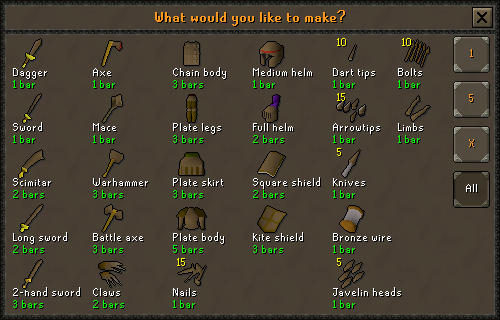 What would you like to make?
Dagger
1 bar
Axe
1 bar
Chain body
3 bars
Medium helm
1 bar
10
Dart tips
1 bar
10
Bolts
1 bar
1
Sword
1 bar
Mace
1 bar
Plate legs
3 bars
Full helm
2 bars
15
Arrowtips
1 bar
Limbs
1 bar
5
Scimitar
2 bars
Warhammer
3 bars
Plate skirt
3 bars
Square shield
2 bars
5
Knives
1 bar
X
Long sword
2 bars
Battle axe
3 bars
Plate body
5 bars
Kite shield
3 bars
Bronze wire
1 bar
All
2-hand sword
3 bars
Claws
2 bars
15
Nails
1 bar
5
Javelin heads
1 bar